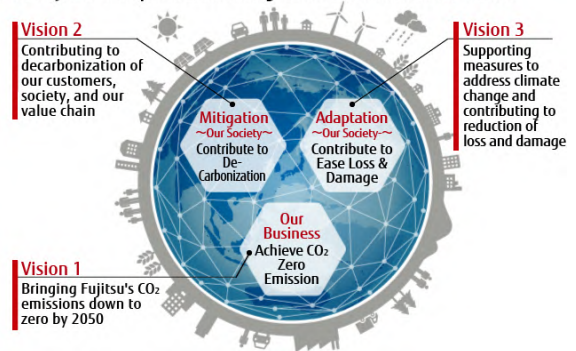 Vision 2
Contributing to
decarbonization of
our customers,
society, and our
value chain
Vision 3
Supporting
measures to
address climate
change and
contributing to
reduction of
loss and damage
Mitigation
~Our Society~
Contribute to
De-
Carbonization
Adaptation
~Our Society~
Contribute to
Ease Loss &
Damage
Our
Business
Achieve CO₂
Zero
Emission
Vision 1
Bringing Fujitsu's CO₂
emissions down to
zero by 2050